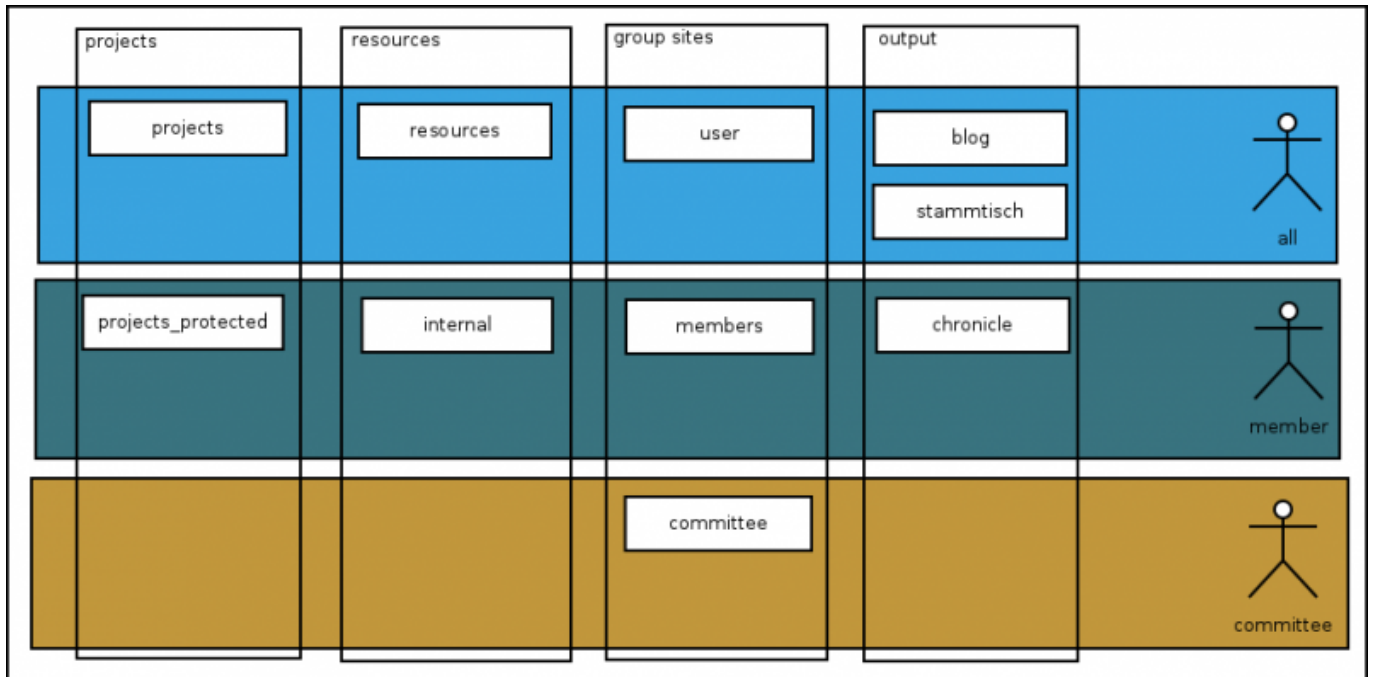 projects
resources
group sites
output
projects
resources
user
blog
stammtisch
all
projects_protected
internal
members
chronicle
member
committee
committee